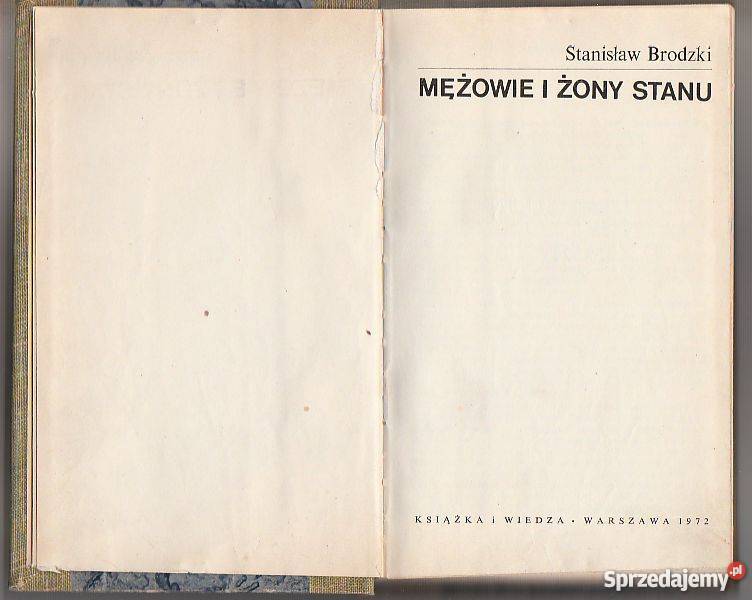 Stanisław Brodzki
MĘŻOWIE I ŻONY STANU
KSIĄŻKA i WIEDZA • WARSZAWA 1972
Sprzedajemy.pl